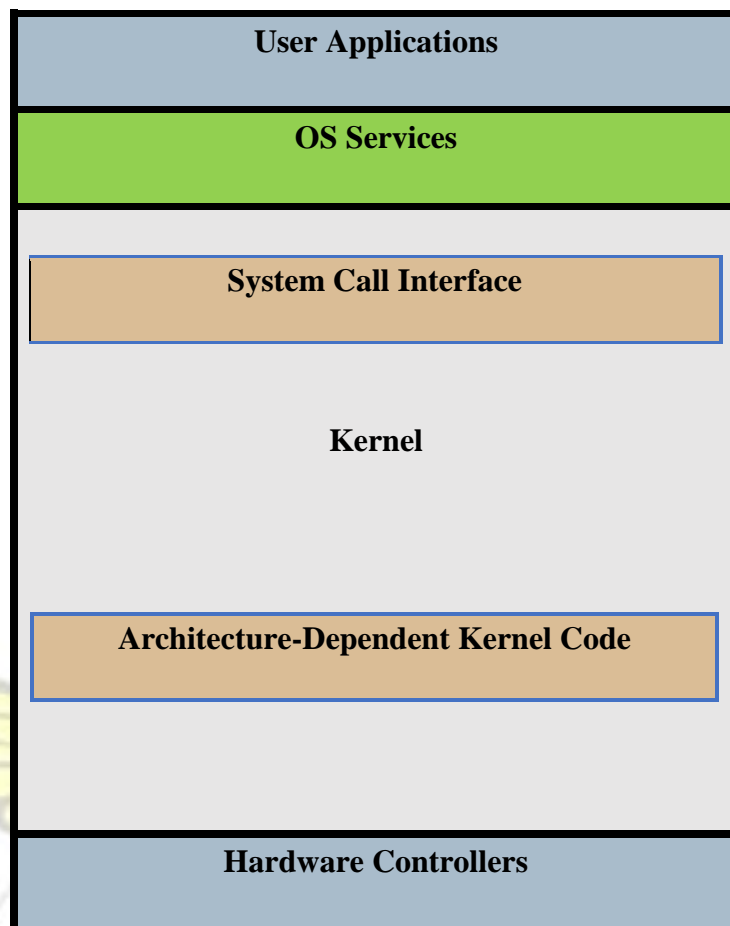 User Applications
OS Services
System Call Interface
Kernel
Architecture-Dependent Kernel Code
Hardware Controllers